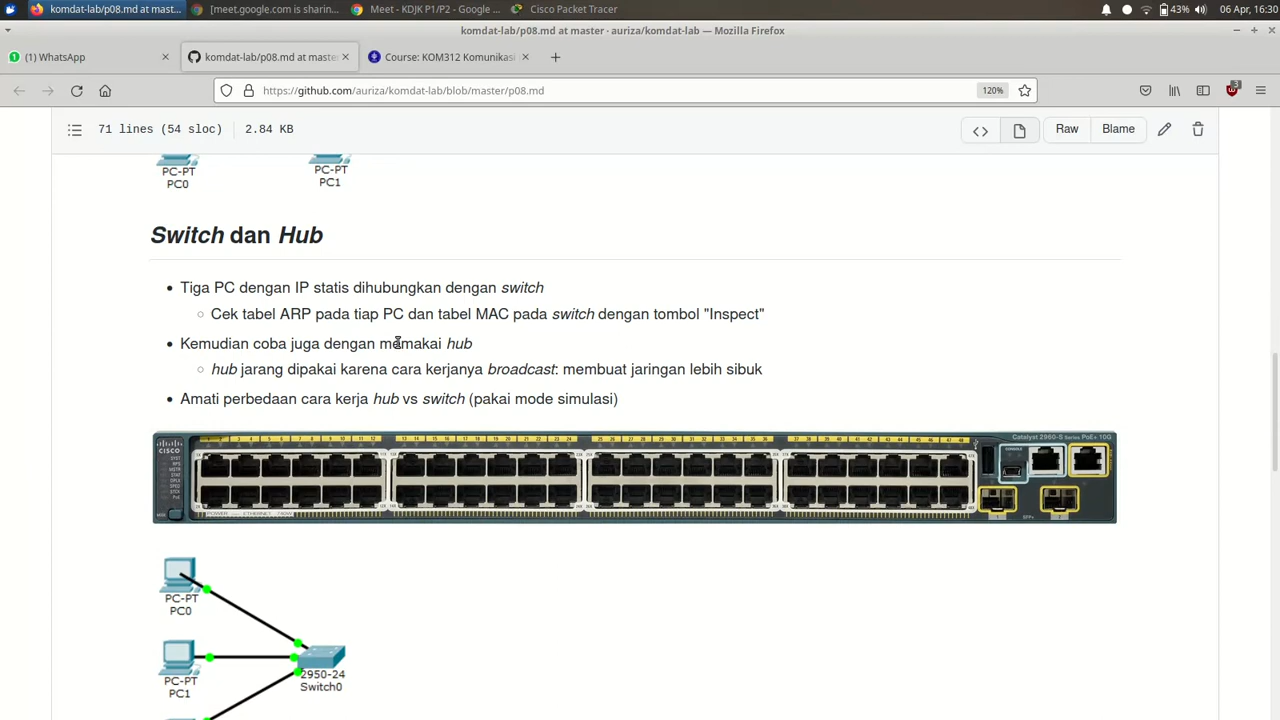 komdat-lab/p08.md at mast...
[meet.google.com is sharin...
Meet - KDJK P1/P2 - Google ...
Cisco Packet Tracer
43%
06 Apr, 16:30
komdat-lab/p08.md at master · auriza/komdat-lab — Mozilla Firefox
(1) WhatsApp
komdat-lab/p08.md at maste
Course: KOM312 Komunikasi
https://github.com/auriza/komdat-lab/blob/master/p08.md
120%
3
71 lines (54 sloc)
2.84 KB
Raw
Blame
PC-PT
PC0
PC-PT
PC1
Switch dan Hub
Tiga PC dengan IP statis dihubungkan dengan switch
Cek tabel ARP pada tiap PC dan tabel MAC pada switch dengan tombol "Inspect"
Kemudian coba juga dengan memakai hub
hub jarang dipakai karena cara kerjanya broadcast: membuat jaringan lebih sibuk
Amati perbedaan cara kerja hub vs switch (pakai mode simulasi)
Catalyst 2960-S Series PoE+ 10G
CISCO
CONSOLE
PC-PT
PC0
PC-PT
PC1
2950-24
Switch0